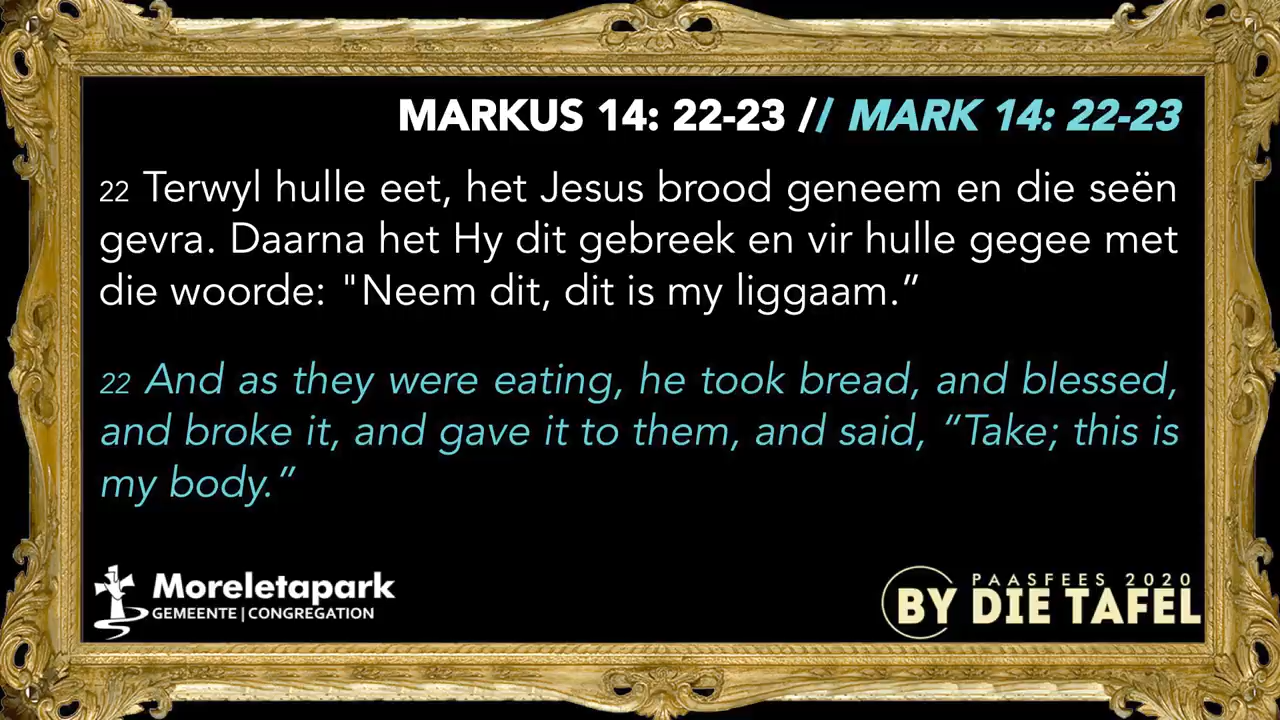 MARKUS 14: 22-23 // MARK 14: 22-23
22 Terwyl hulle eet, het Jesus brood geneem en die seën
gevra. Daarna het Hy dit gebreek en vir hulle gegee met
die woorde: "Neem dit, dit is my liggaam.”
22 And as they were eating, he took bread, and blessed,
and broke it, and gave it to them, and said, “Take; this is
my body.”
Moreletapark
GEMEENTE | CONGREGATION
PAASFEES 2020
BY DIE TAFEL